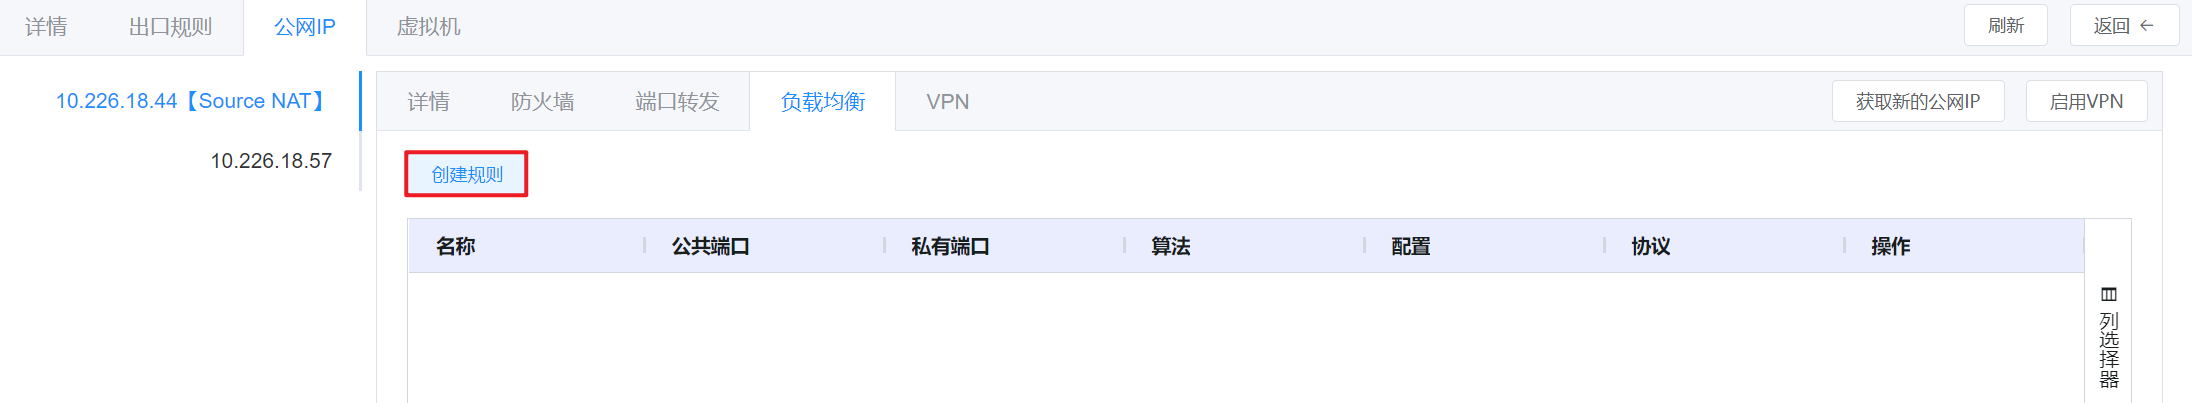 详情 出口规则 公网IP 虚拟机 刷新 返回 ←
10.226.18.44【Source NAT】
10.226.18.57
详情 防火墙 端口转发 负载均衡 VPN 获取新的公网IP 启用VPN
创建规则
名称 公共端口 私有端口 算法 配置 协议 操作
列选择器